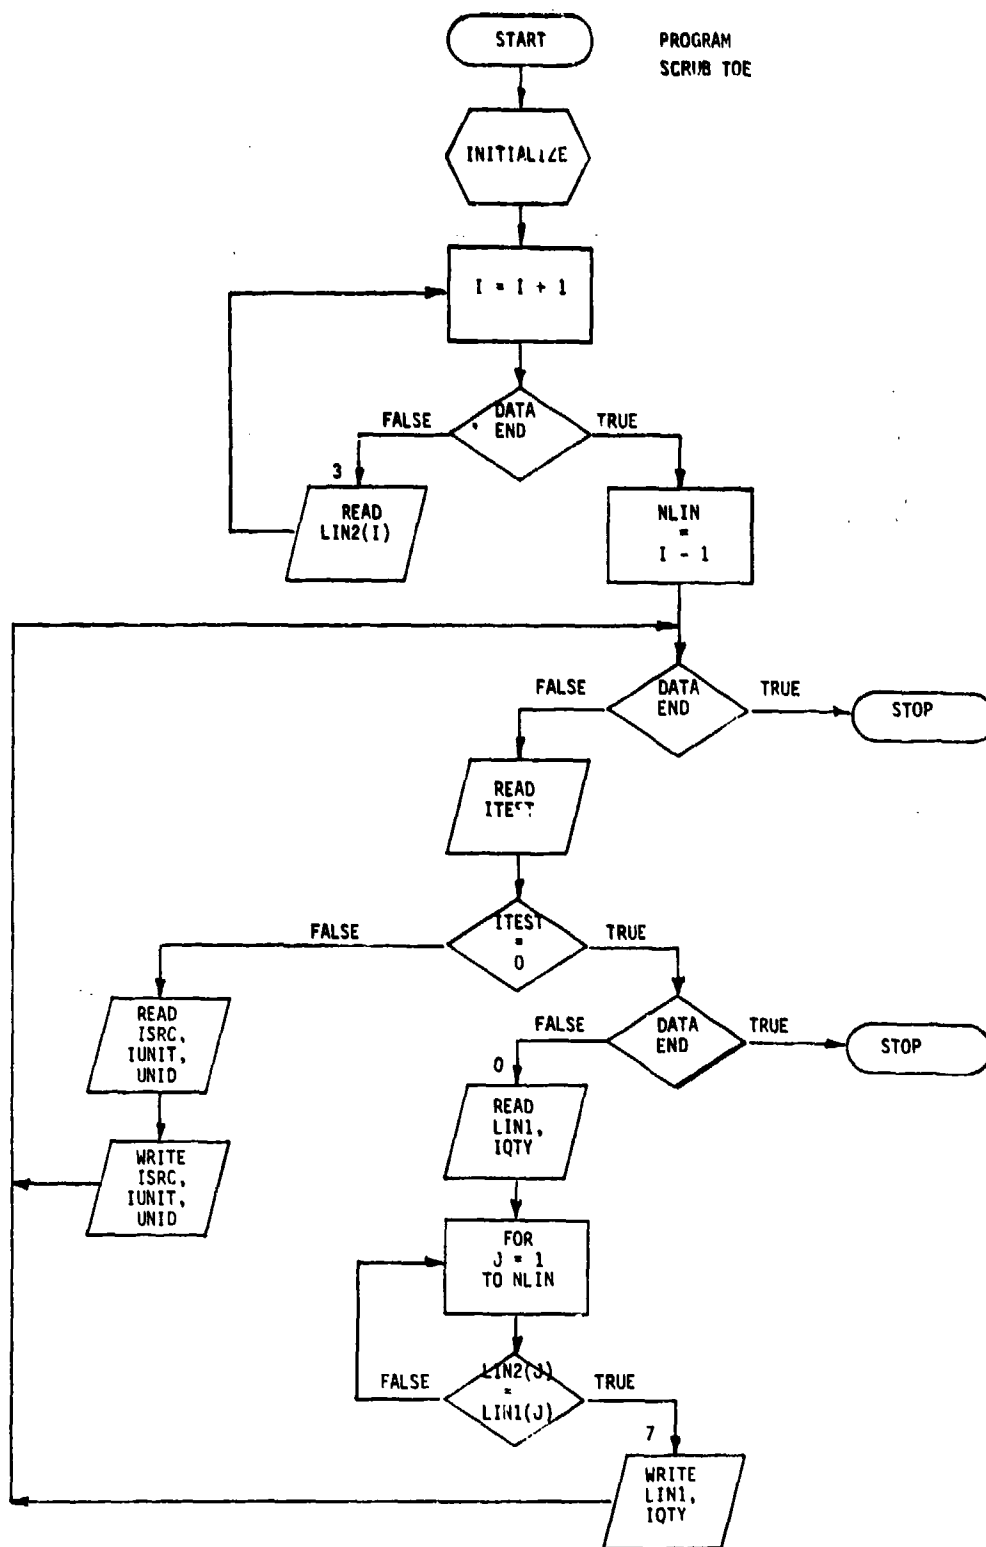 START
PROGRAM
SCRUB TOE
INITIALIZE
I = I + 1
DATA
END
FALSE
TRUE
3
READ
LIN2(I)
NLIN
=
I - 1
DATA
END
FALSE
TRUE
STOP
READ
ITEST
ITEST
=
0
FALSE
TRUE
READ
ISRC,
IUNIT,
UNID
DATA
END
FALSE
TRUE
STOP
0
READ
LIN1,
IQTY
WRITE
ISRC,
IUNIT,
UNID
FOR
J = 1
TO NLIN
LIN2(J)
=
LIN1(J)
FALSE
TRUE
7
WRITE
LIN1,
IQTY